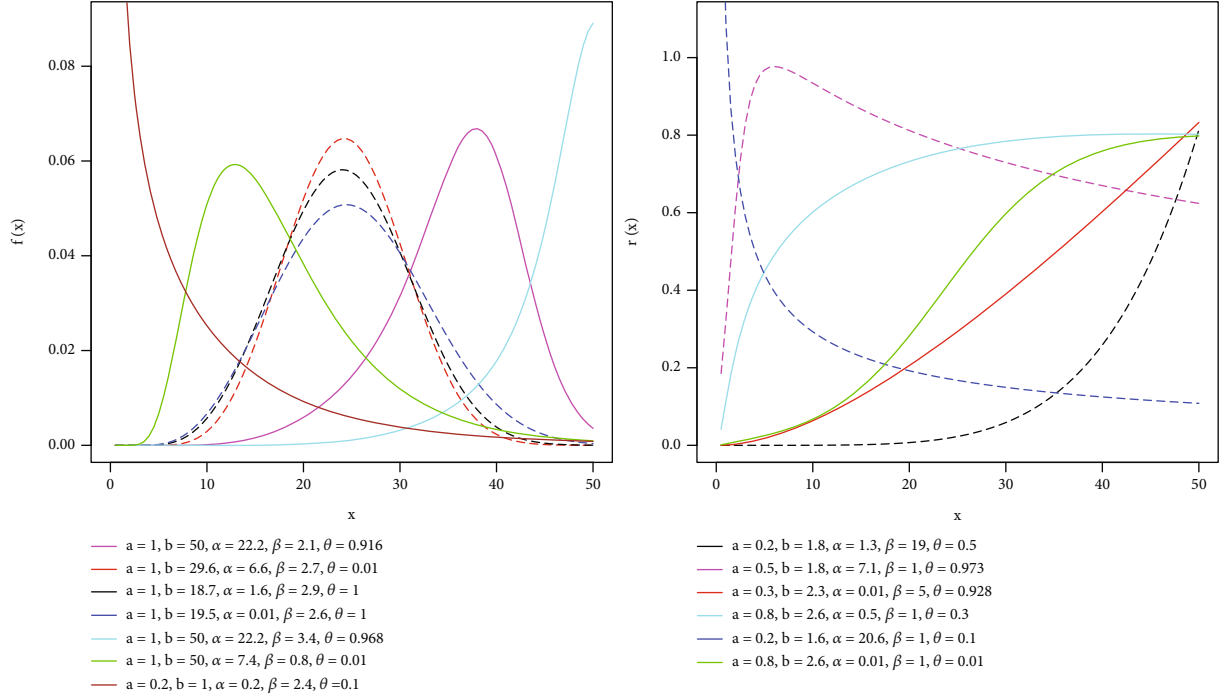 f (x)
0.08
0.06
0.04
0.02
0.00
0 10 20 30 40 50
x
a = 1, b = 50, α = 22.2, β = 2.1, θ = 0.916
a = 1, b = 29.6, α = 6.6, β = 2.7, θ = 0.01
a = 1, b = 18.7, α = 1.6, β = 2.9, θ = 1
a = 1, b = 19.5, α = 0.01, β = 2.6, θ = 1
a = 1, b = 50, α = 22.2, β = 3.4, θ = 0.968
a = 1, b = 50, α = 7.4, β = 0.8, θ = 0.01
a = 0.2, b = 1, α = 0.2, β = 2.4, θ =0.1
r (x)
1.0
0.8
0.6
0.4
0.2
0.0
0 10 20 30 40 50
x
a = 0.2, b = 1.8, α = 1.3, β = 19, θ = 0.5
a = 0.5, b = 1.8, α = 7.1, β = 1, θ = 0.973
a = 0.3, b = 2.3, α = 0.01, β = 5, θ = 0.928
a = 0.8, b = 2.6, α = 0.5, β = 1, θ = 0.3
a = 0.2, b = 1.6, α = 20.6, β = 1, θ = 0.1
a = 0.8, b = 2.6, α = 0.01, β = 1, θ = 0.01